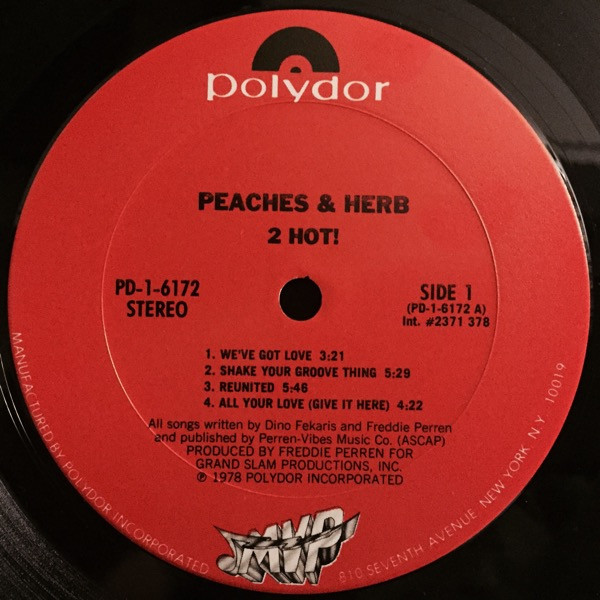 polydor
PEACHES & HERB
2 HOT!
PD-1-6172
STEREO
SIDE 1
(PD-1-6172 A)
Int. #2371 378
1. WE'VE GOT LOVE 3:21
2. SHAKE YOUR GROOVE THING 5:29
3. REUNITED 5:46
4. ALL YOUR LOVE (GIVE IT HERE) 4:22
All songs written by Dino Fekaris and Freddie Perren
and published by Perren-Vibes Music Co. (ASCAP)
PRODUCED BY FREDDIE PERREN FOR
GRAND SLAM PRODUCTIONS, INC.
℗ 1978 POLYDOR INCORPORATED
MVP
MANUFACTURED BY POLYDOR INCORPORATED
810 SEVENTH AVENUE, NEW YORK, N.Y. 10019